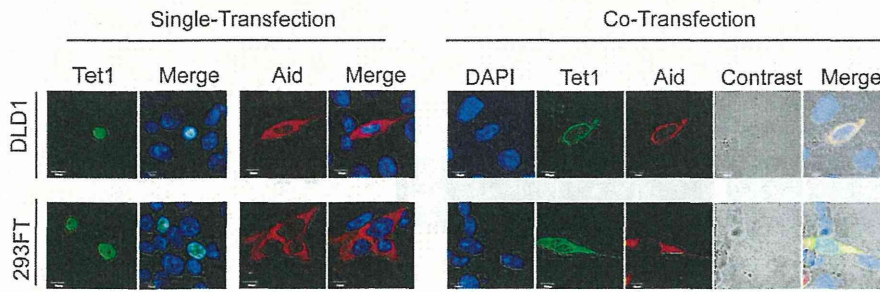 Single-Transfection
Co-Transfection
Tet1 Merge Aid Merge
DAPI Tet1 Aid Contrast Merge
DLD1
293FT